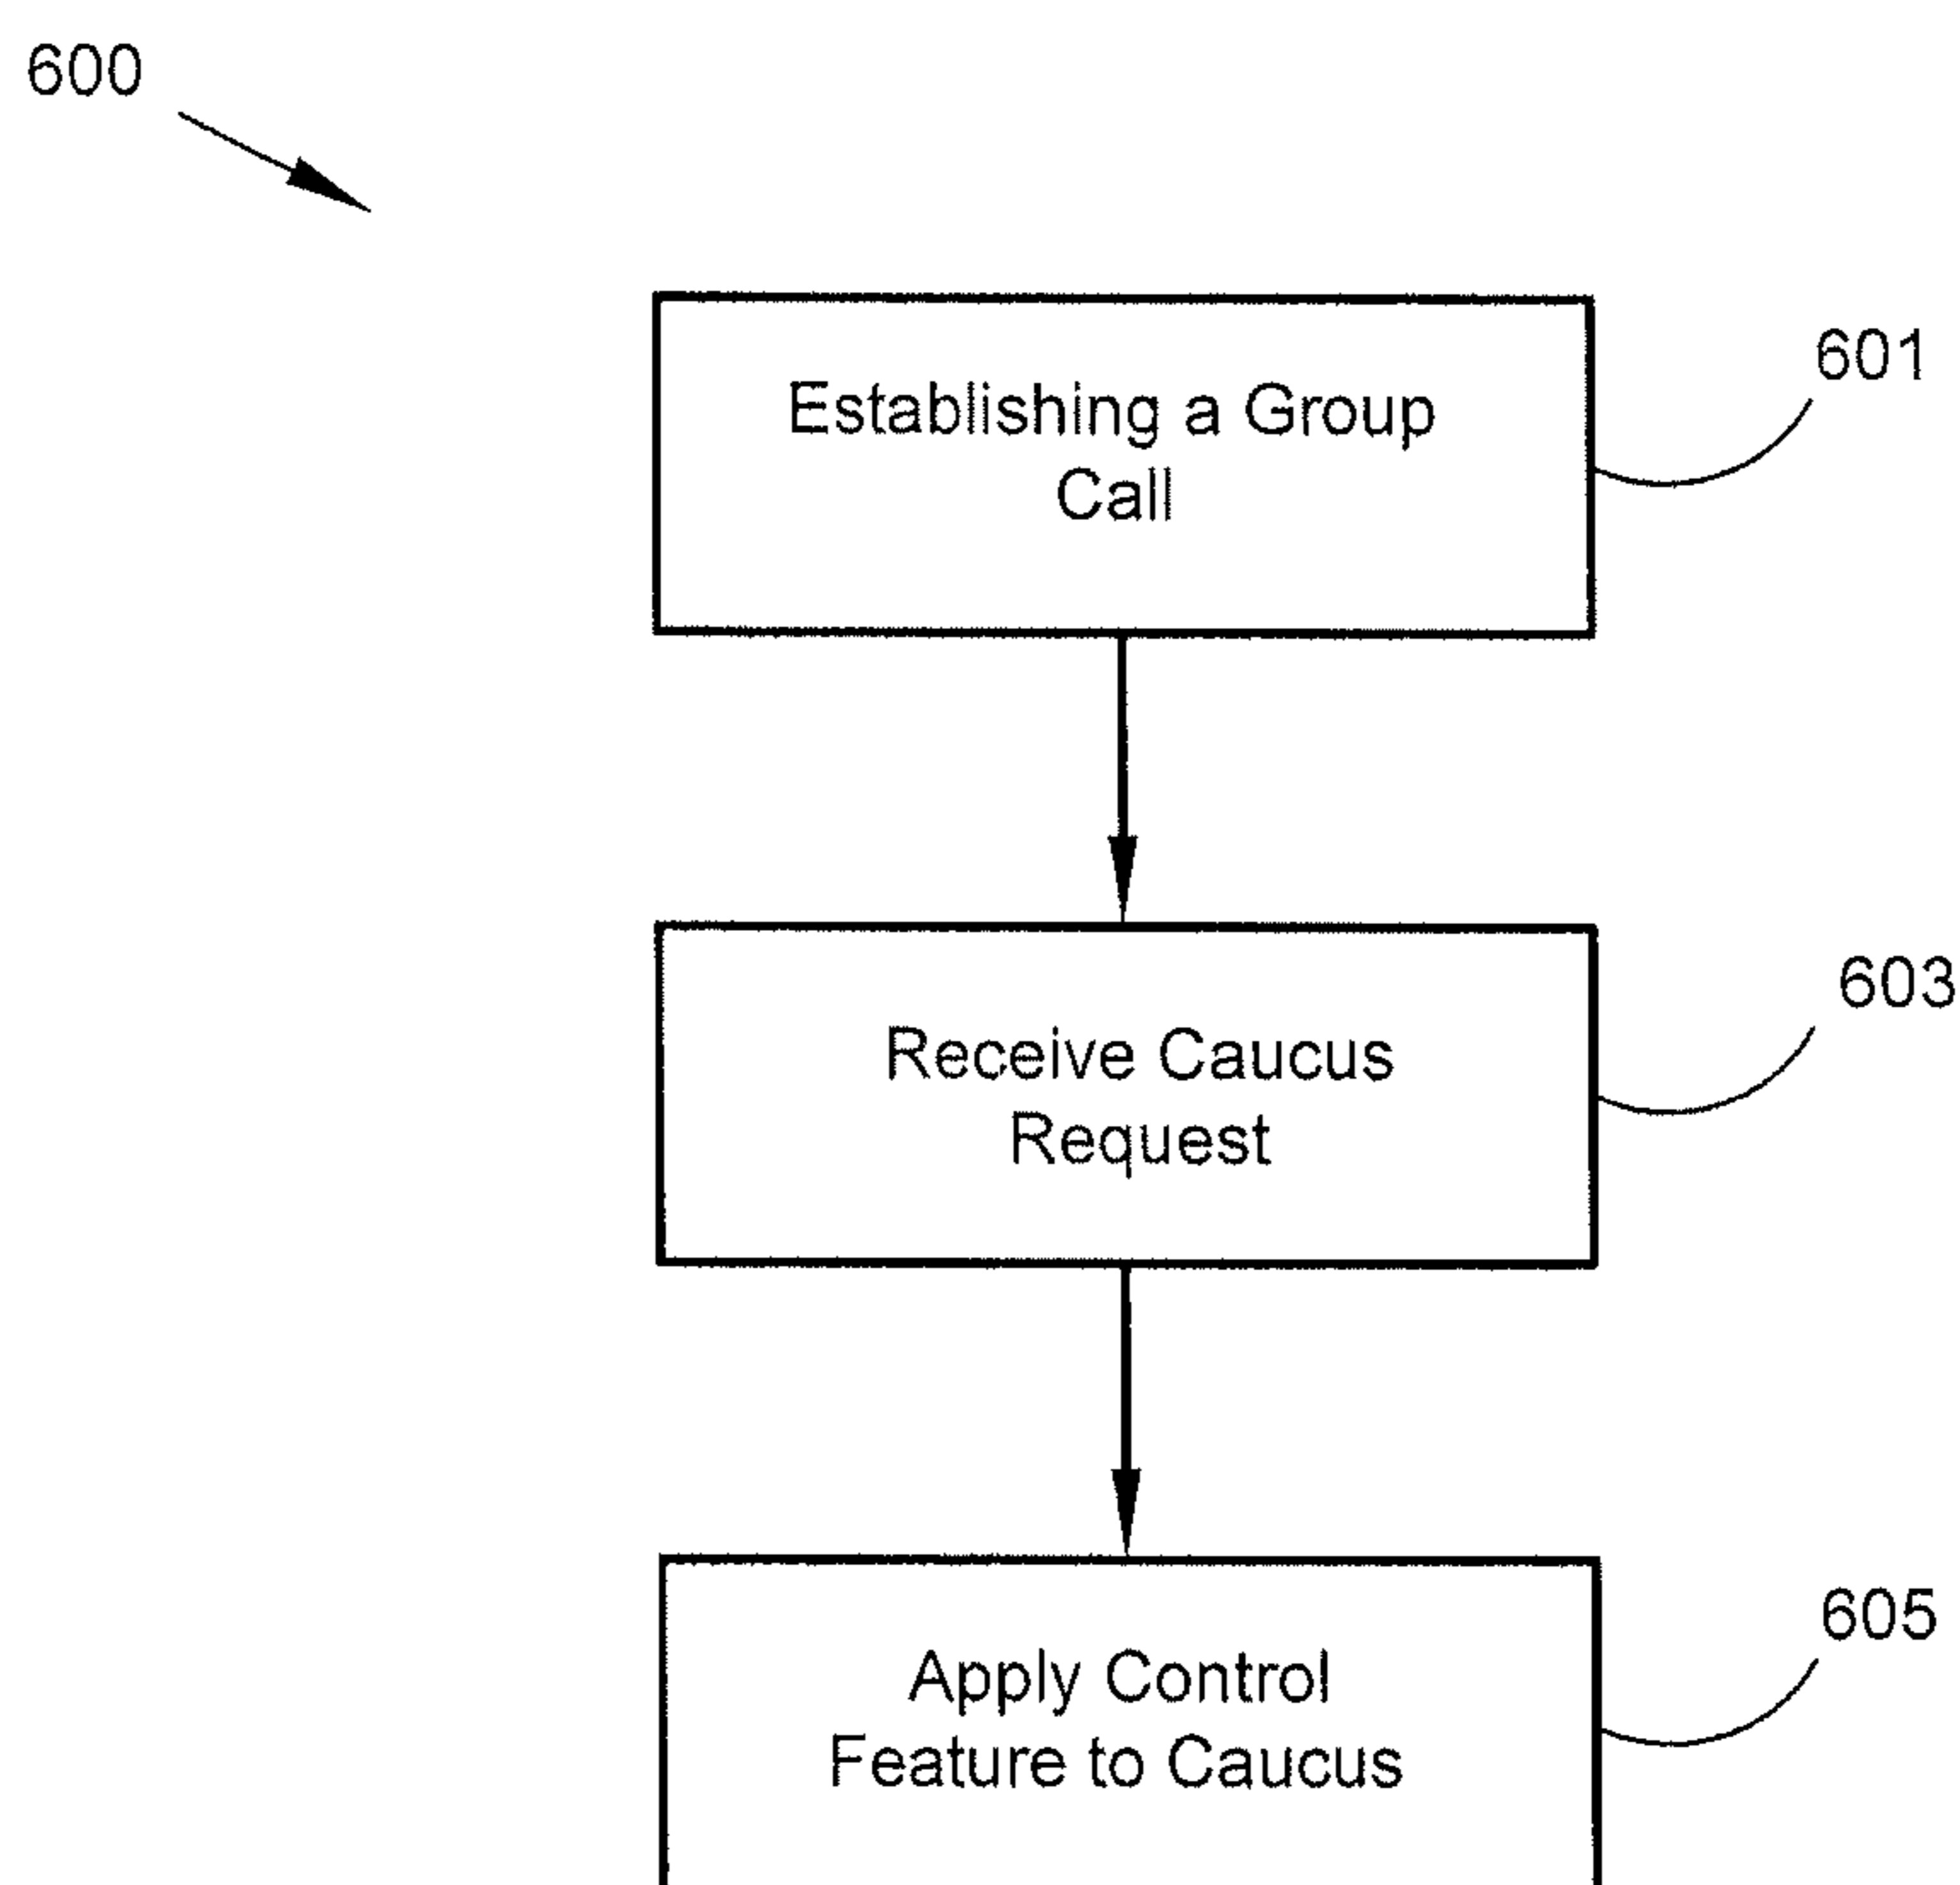 600
Establishing a Group
Call
601
Receive Caucus
Request
603
Apply Control
Feature to Caucus
605